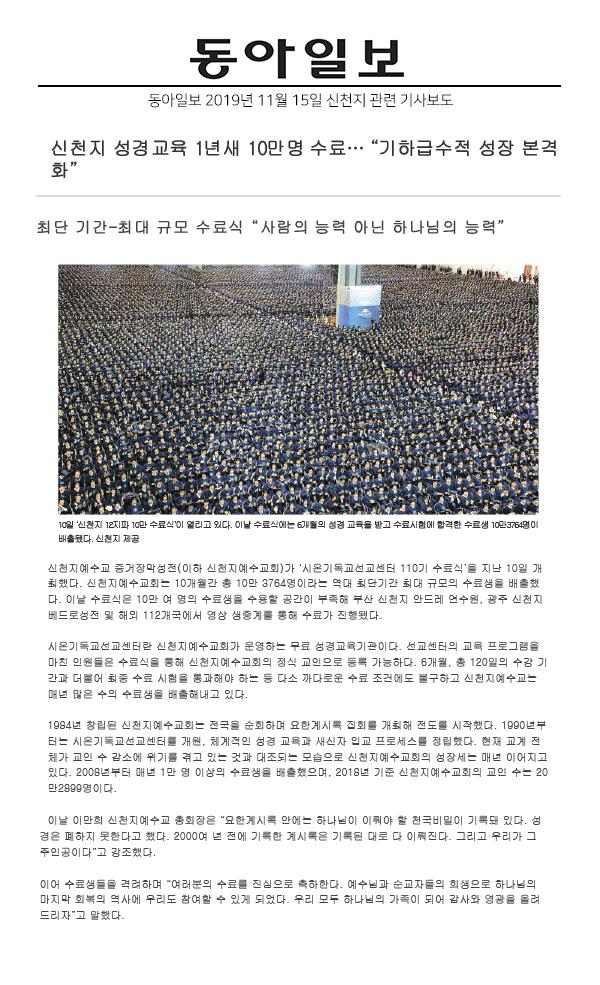 동아일보
동아일보 2019년 11월 15일 신천지 관련 기사보도
신천지 성경교육 1년새 10만명 수료… “기하급수적 성장 본격
화”
최단 기간-최대 규모 수료식 “사람의 능력 아닌 하나님의 능력”
10일 ‘신천지 12지파 10만 수료식’이 열리고 있다. 이날 수료식에는 6개월의 성경 교육을 받고 수료시험에 합격한 수료생 10만3764명이
배출됐다. 신천지 제공
신천지예수교 증거장막성전(이하 신천지예수교회)가 ‘시온기독교선교센터 110기 수료식’을 지난 10일 개
최했다. 신천지예수교회는 10개월간 총 10만 3764명이라는 역대 최단기간 최대 규모의 수료생을 배출했
다. 이날 수료식은 10만 여 명의 수료생을 수용할 공간이 부족해 부산 신천지 안드레 연수원, 광주 신천지
베드로성전 및 해외 112개국에서 영상 생중계를 통해 수료가 진행됐다.
시온기독교선교센터란 신천지예수교회가 운영하는 무료 성경교육기관이다. 선교센터의 교육 프로그램을
마친 인원들은 수료식을 통해 신천지예수교회의 정식 교인으로 등록 가능하다. 6개월, 총 120일의 수강 기
간과 더불어 최종 수료 시험을 통과해야 하는 등 다소 까다로운 수료 조건에도 불구하고 신천지예수교는
매년 많은 수의 수료생을 배출해내고 있다.
1984년 창립된 신천지예수교회는 전국을 순회하며 요한계시록 집회를 개최해 전도를 시작했다. 1990년부
터는 시온기독교선교센터를 개원, 체계적인 성경 교육과 새신자 입교 프로세스를 정립했다. 현재 교계 전
체가 교인 수 감소에 위기를 겪고 있는 것과 대조되는 모습으로 신천지예수교회의 성장세는 매년 이어지고
있다. 2008년부터 매년 1만 명 이상의 수료생을 배출했으며, 2018년 기준 신천지예수교회의 교인 수는 20
만2899명이다.
이날 이만희 신천지예수교 총회장은 “요한계시록 안에는 하나님이 이뤄야 할 천국비밀이 기록돼 있다. 성
경은 폐하지 못한다고 했다. 2000여 년 전에 기록한 계시록은 기록된 대로 다 이뤄진다. 그리고 우리가 그
주인공이다”고 강조했다.
이어 수료생들을 격려하며 “여러분의 수료를 진심으로 축하한다. 예수님과 순교자들의 희생으로 하나님의
마지막 회복의 역사에 우리도 참여할 수 있게 되었다. 우리 모두 하나님의 가족이 되어 감사와 영광을 올려
드리자”고 말했다.